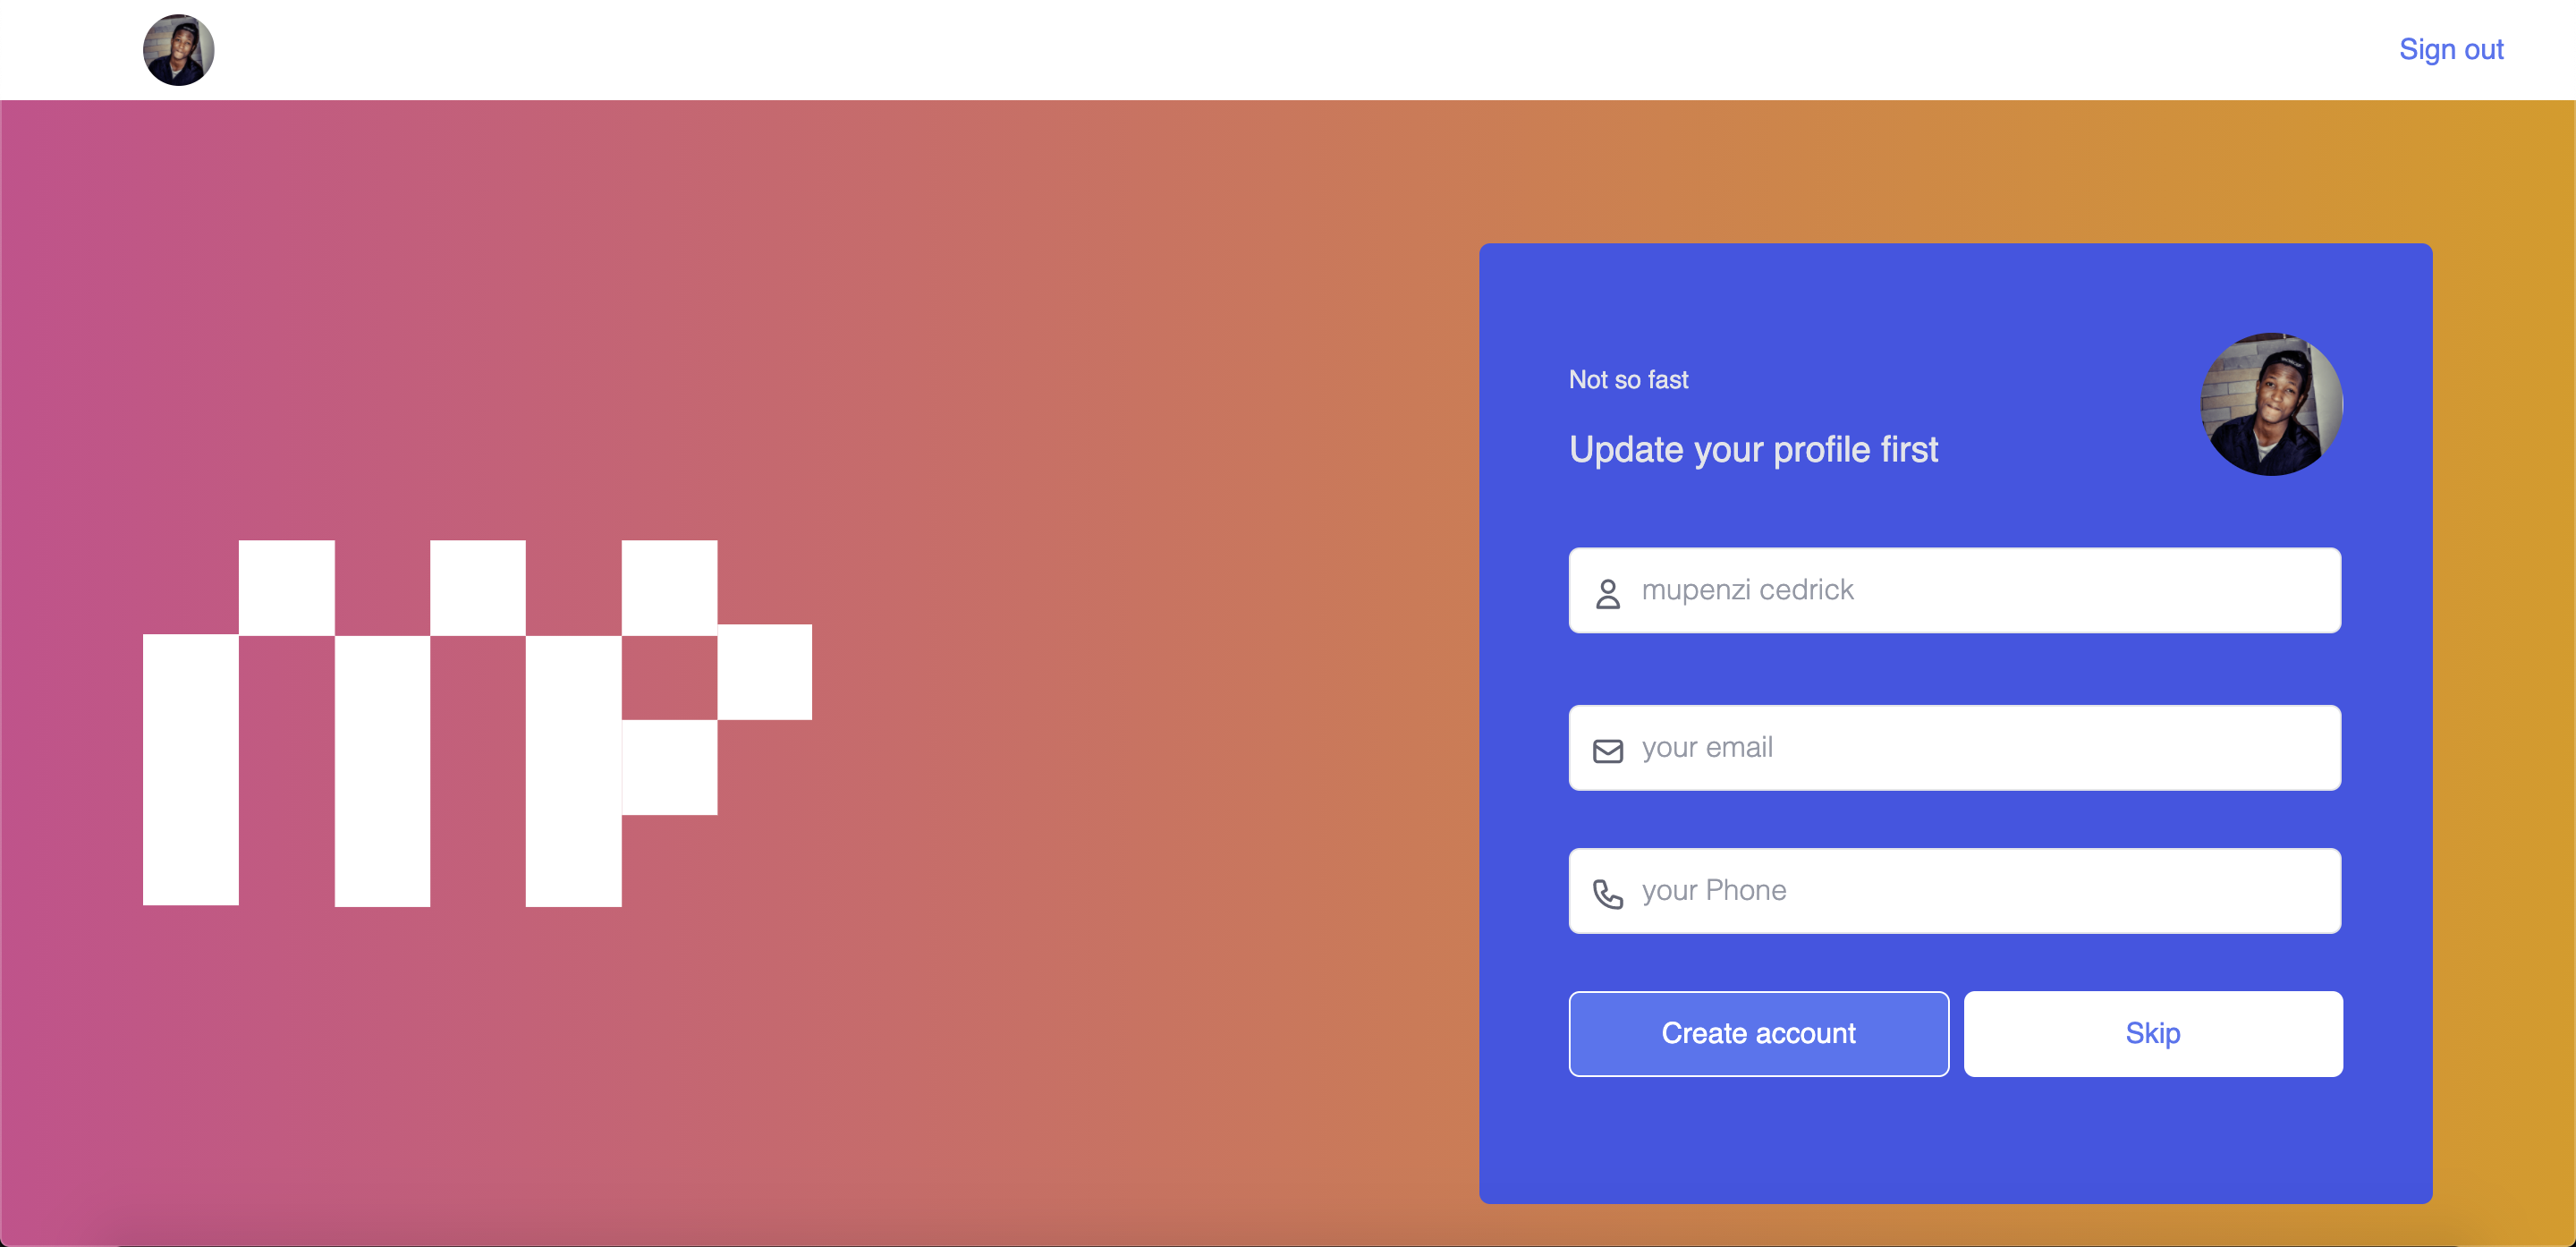 Sign out
Not so fast
Update your profile first
mupenzi cedrick
your email
your Phone
Create account
Skip